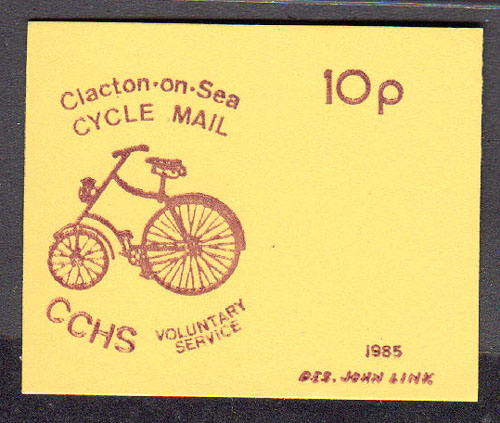 Clacton·on·Sea
CYCLE MAIL
10p
CCHS
VOLUNTARY
SERVICE
1985
DES. JOHN LINK